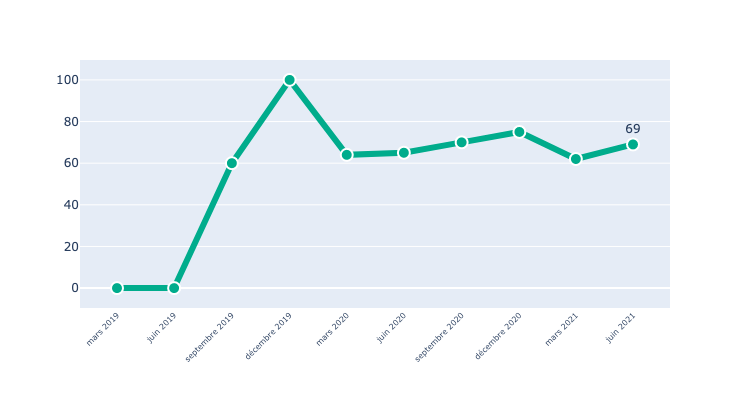 100
80
69
60
40
20
0
mars 2019
juin 2019
septembre 2019
décembre 2019
mars 2020
juin 2020
septembre 2020
décembre 2020
mars 2021
juin 2021